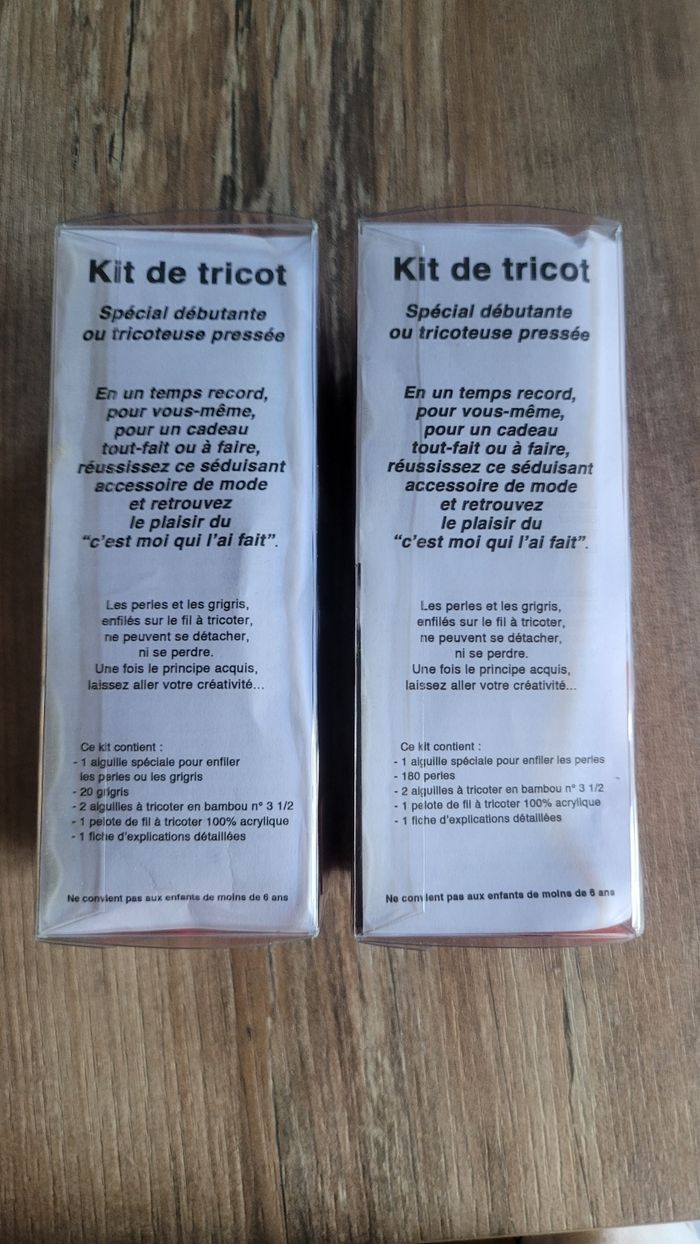 Kit de tricot
Spécial débutante
ou tricoteuse pressée
En un temps record,
pour vous-même,
pour un cadeau
tout-fait ou à faire,
réussissez ce séduisant
accessoire de mode
et retrouvez
le plaisir du
“c’est moi qui l’ai fait”.
Les perles et les grigris,
enfilés sur le fil à tricoter,
ne peuvent se détacher,
ni se perdre.
Une fois le principe acquis,
laissez aller votre créativité...
Ce kit contient :
- 1 aiguille spéciale pour enfiler
les perles ou les grigris
- 20 grigris
- 2 aiguilles à tricoter en bambou n° 3 1/2
- 1 pelote de fil à tricoter 100% acrylique
- 1 fiche d’explications détaillées
Ne convient pas aux enfants de moins de 6 ans
Kit de tricot
Spécial débutante
ou tricoteuse pressée
En un temps record,
pour vous-même,
pour un cadeau
tout-fait ou à faire,
réussissez ce séduisant
accessoire de mode
et retrouvez
le plaisir du
“c’est moi qui l’ai fait”.
Les perles et les grigris,
enfilés sur le fil à tricoter,
ne peuvent se détacher,
ni se perdre.
Une fois le principe acquis,
laissez aller votre créativité...
Ce kit contient :
- 1 aiguille spéciale pour enfiler les perles
- 180 perles
- 2 aiguilles à tricoter en bambou n° 3 1/2
- 1 pelote de fil à tricoter 100% acrylique
- 1 fiche d’explications détaillées
Ne convient pas aux enfants de moins de 6 ans